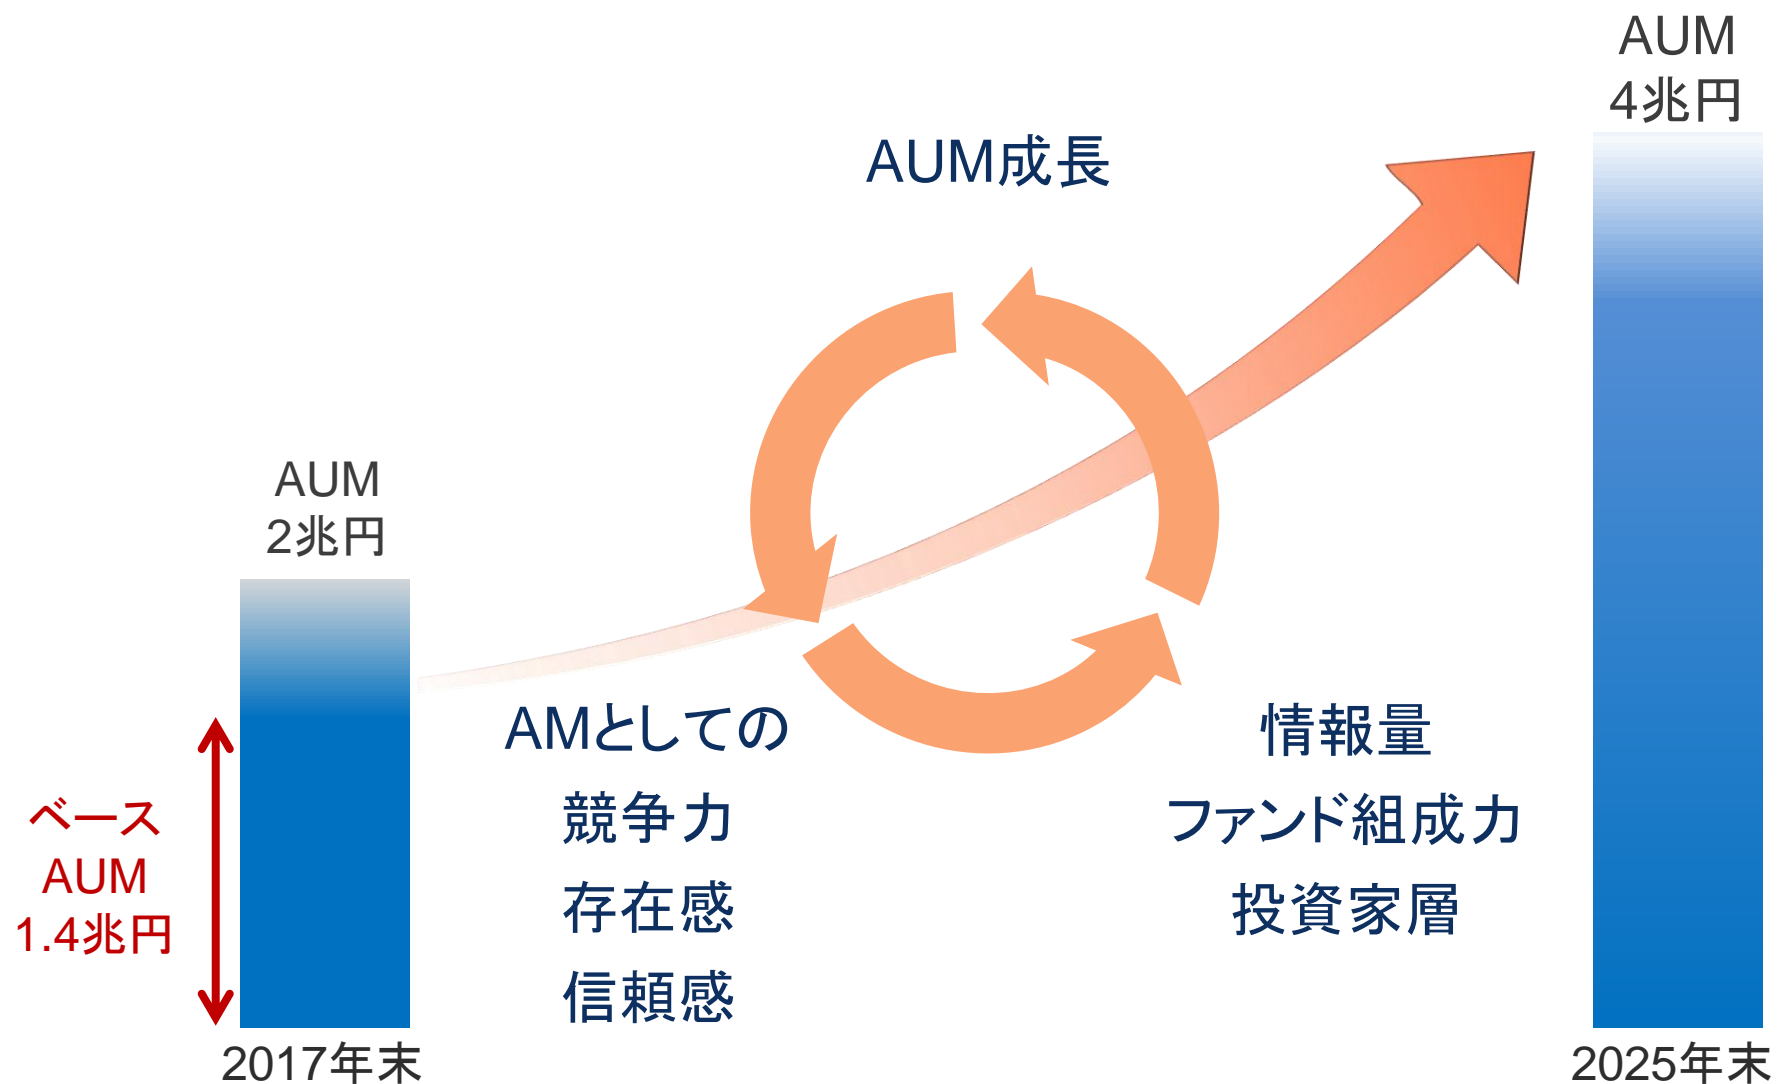 AUM
4兆円
AUM成長
AUM
2兆円
ベース
AUM
1.4兆円
AMとしての
競争力
存在感
信頼感
情報量
ファンド組成力
投資家層
2017年末
2025年末